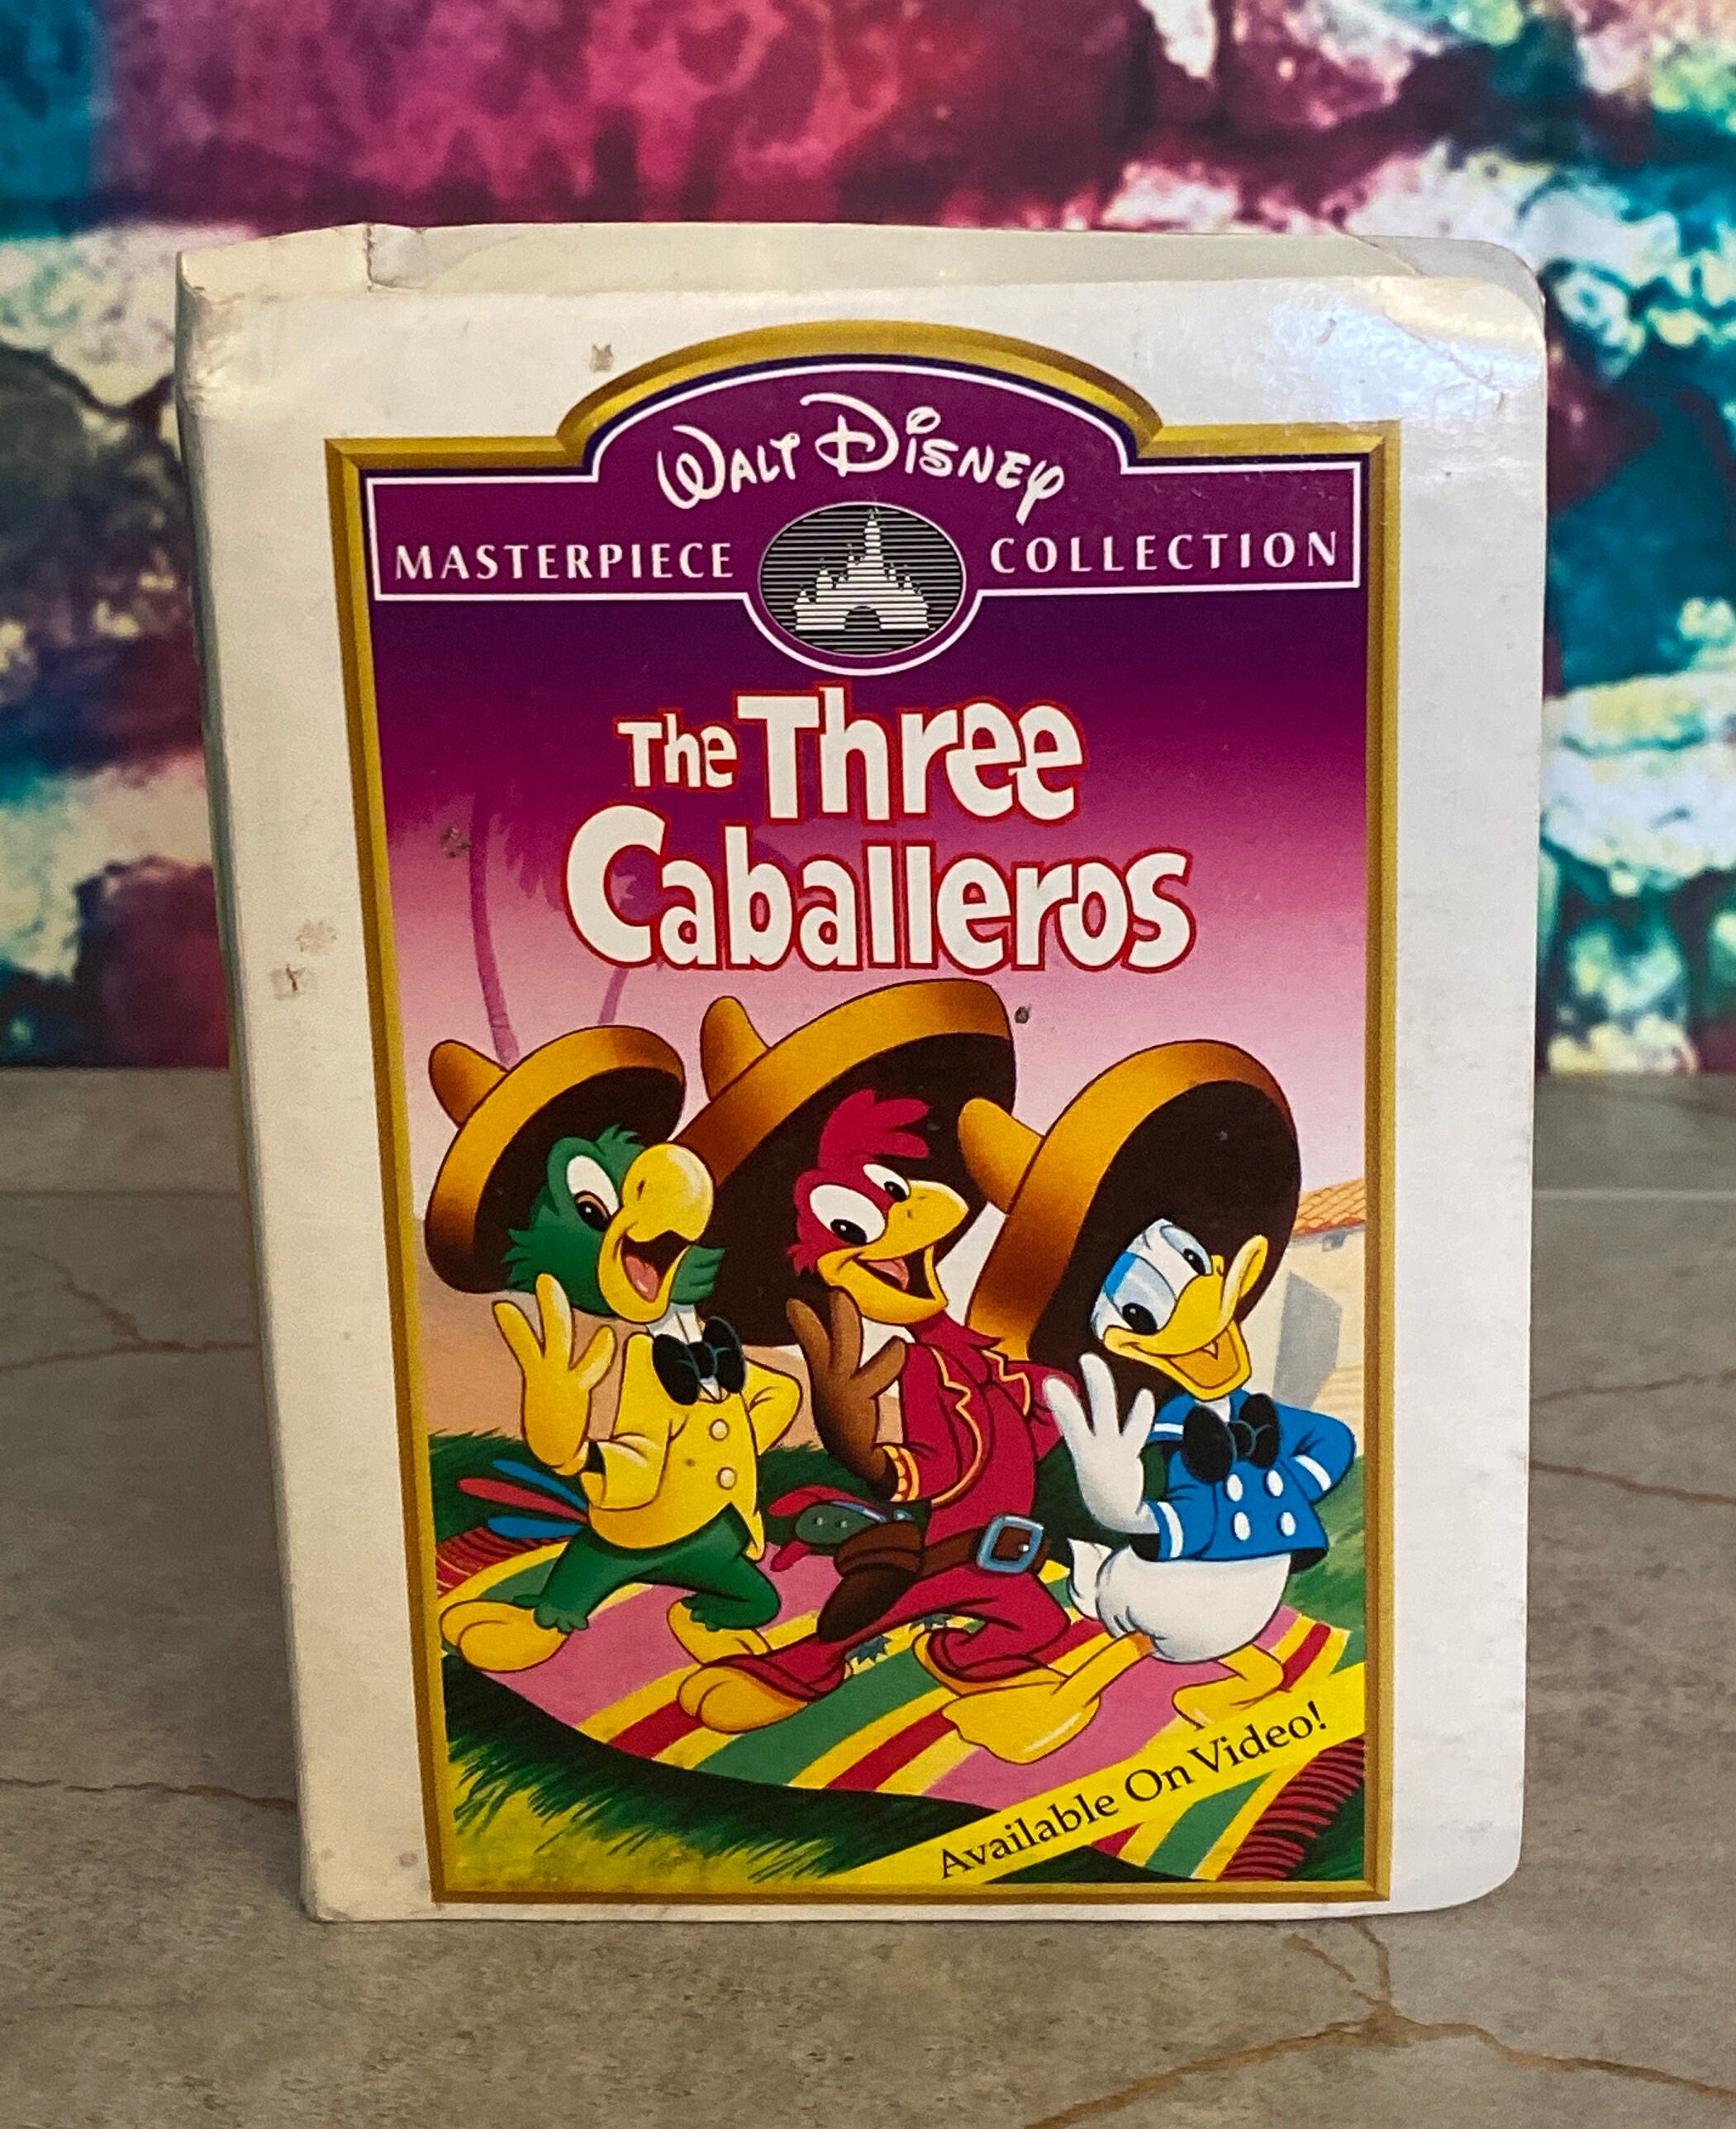 Walt Disney
MASTERPIECE COLLECTION
The Three
Caballeros
Available On Video!